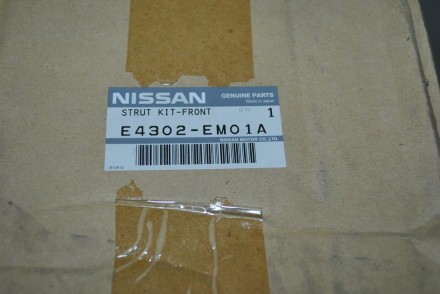 NISSAN
GENUINE PARTS
Made in Japan
STRUT KIT-FRONT
1
E4302-EM01A
NISSAN MOTOR CO.,LTD.